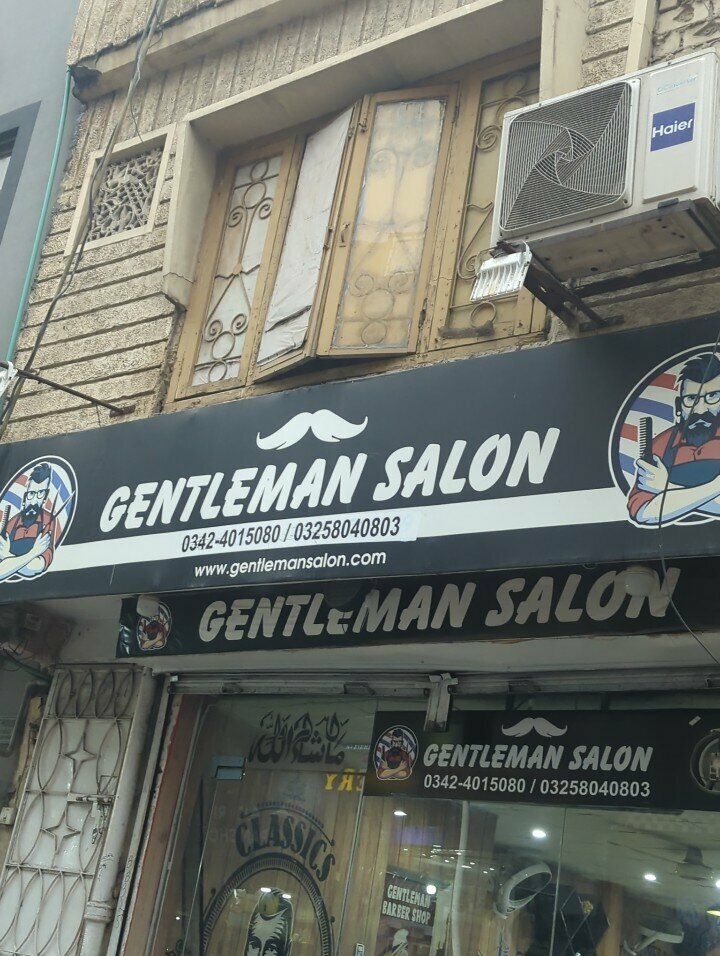 Haier
GENTLEMAN SALON
0342-4015080 / 03258040803
www.gentlemansalon.com
GENTLEMAN SALON
ماشاءالله
GENTLEMAN SALON
0342-4015080 / 03258040803
CLASSICS
GENTLEMAN
BARBER SHOP